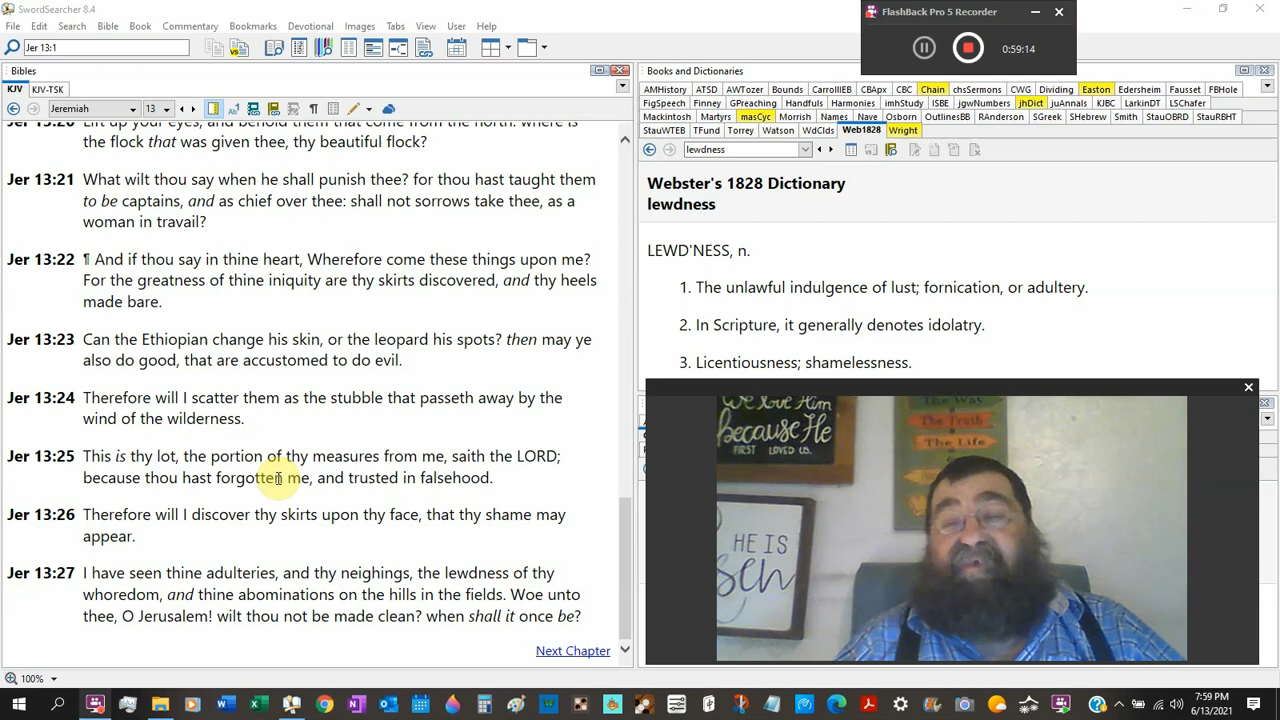 SwordSearcher 8.4
File Edit Search Bible Book Commentary Bookmarks Devotional Images Tabs View User Help
Jer 13:1
Bibles
KJV KJV-TSK
Jeremiah 13
the flock that was given thee, thy beautiful flock?
Jer 13:21 What wilt thou say when he shall punish thee? for thou hast taught them
to be captains, and as chief over thee: shall not sorrows take thee, as a
woman in travail?
Jer 13:22 ¶ And if thou say in thine heart, Wherefore come these things upon me?
For the greatness of thine iniquity are thy skirts discovered, and thy heels
made bare.
Jer 13:23 Can the Ethiopian change his skin, or the leopard his spots? then may ye
also do good, that are accustomed to do evil.
Jer 13:24 Therefore will I scatter them as the stubble that passeth away by the
wind of the wilderness.
Jer 13:25 This is thy lot, the portion of thy measures from me, saith the LORD;
because thou hast forgotten me, and trusted in falsehood.
Jer 13:26 Therefore will I discover thy skirts upon thy face, that thy shame may
appear.
Jer 13:27 I have seen thine adulteries, and thy neighings, the lewdness of thy
whoredom, and thine abominations on the hills in the fields. Woe unto
thee, O Jerusalem! wilt thou not be made clean? when shall it once be?
Next Chapter
100%
FlashBack Pro 5 Recorder
0:59:14
Books and Dictionaries
AMHistory ATSD AWTozer Bounds CarrollIEB CBApx CBC Chain chsSermons CWG Dividing Easton Edersheim Fausset FBHole
FigSpeech Finney GPreaching Handfuls Harmonies imhStudy ISBE jgwNumbers jhDict juAnnals KJBC LarkinDT LSChafer
Mackintosh Martyrs masCyc Morrish Names Nave Osborn OutlinesBB RAnderson SGreek SHebrew Smith StauOBRD StauRBHT
StauWTEB TFund Torrey Watson WdClds Web1828 Wright
lewdness
Webster's 1828 Dictionary
lewdness
LEWD'NESS, n.
1. The unlawful indulgence of lust; fornication, or adultery.
2. In Scripture, it generally denotes idolatry.
3. Licentiousness; shamelessness.
We love Him
because He
FIRST LOVED US.
The Way
The Truth
The Life
HE IS
7:59 PM
6/13/2021